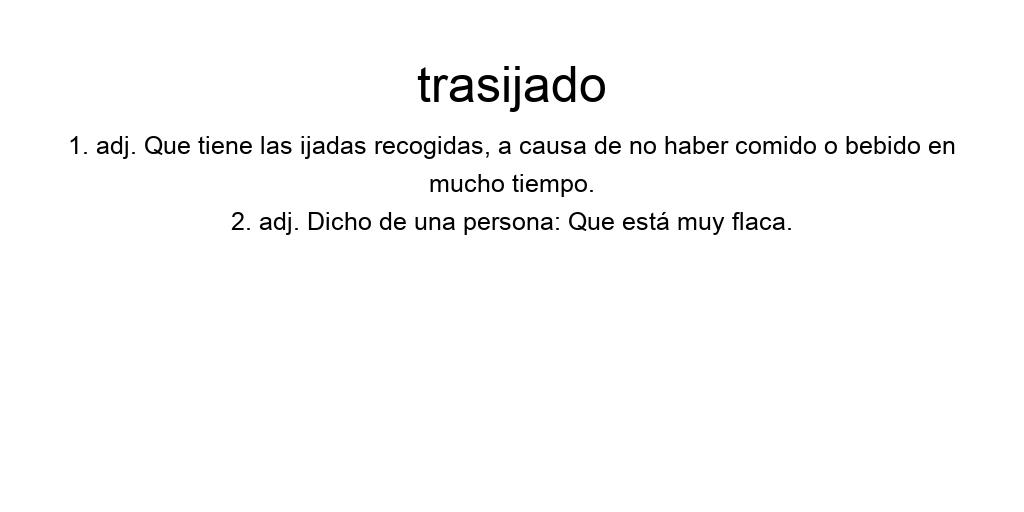 trasijado
1. adj. Que tiene las ijadas recogidas, a causa de no haber comido o bebido en
mucho tiempo.
2. adj. Dicho de una persona: Que está muy flaca.